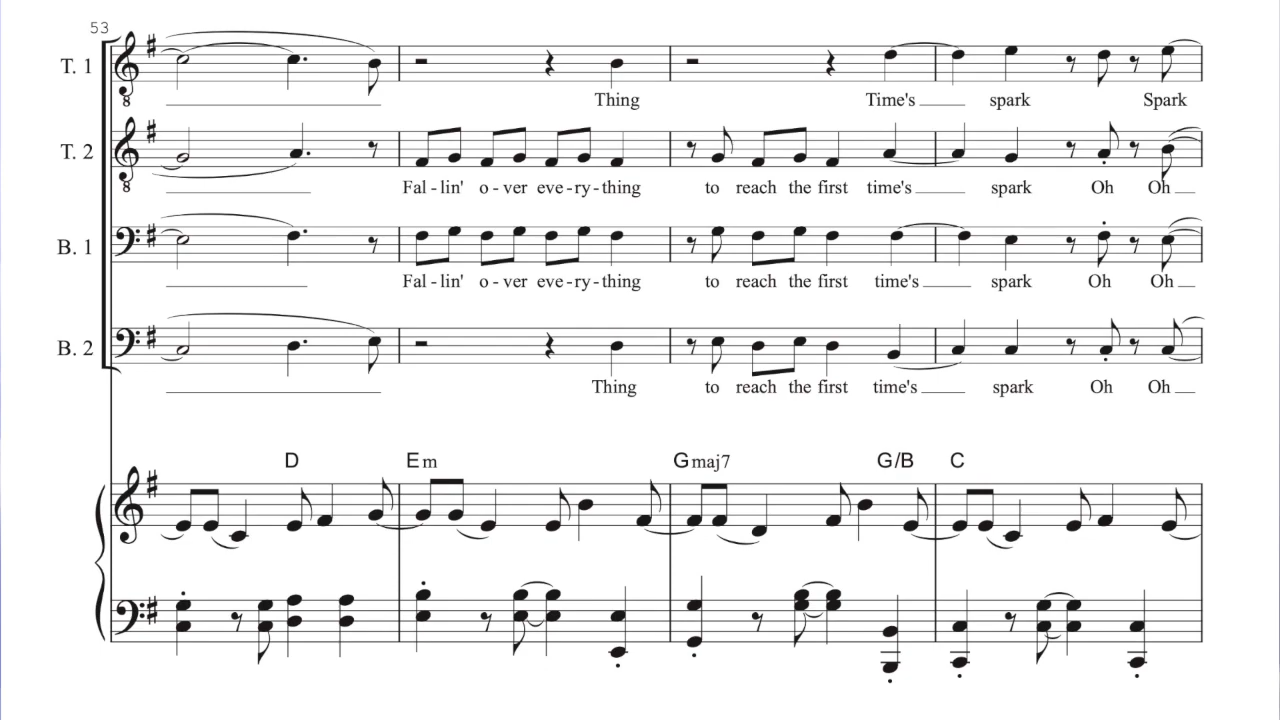 53
T. 1
Thing Time's spark Spark
T. 2
Fal - lin' o - ver eve - ry - thing to reach the first time's spark Oh Oh
B. 1
Fal - lin' o - ver eve - ry - thing to reach the first time's spark Oh Oh
B. 2
Thing to reach the first time's spark Oh Oh
D Em Gmaj7 G/B C